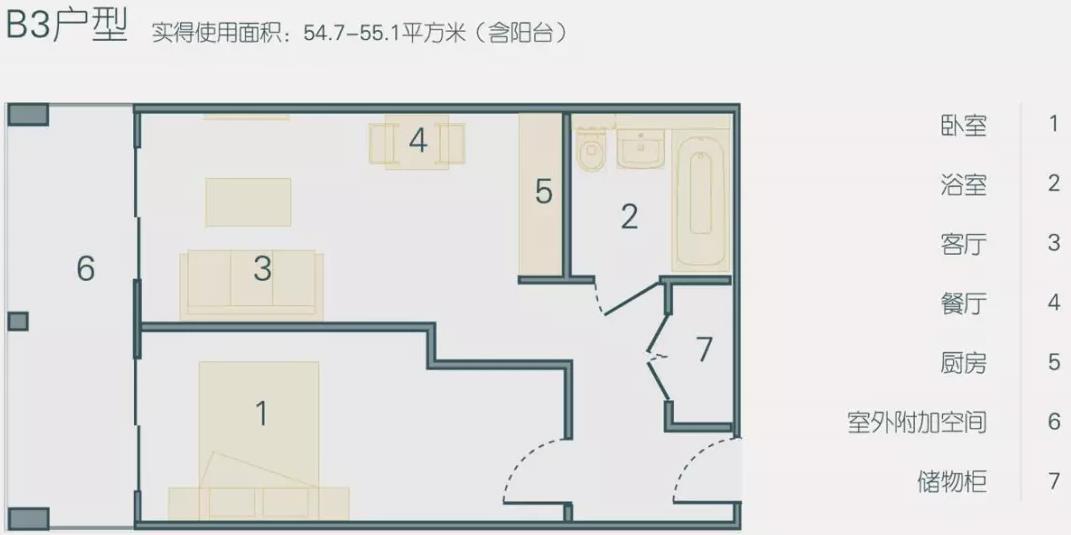 B3户型 实得使用面积：54.7-55.1平方米（含阳台）
卧室 1
浴室 2
客厅 3
餐厅 4
厨房 5
室外附加空间 6
储物柜 7
4
5
2
6
3
7
1